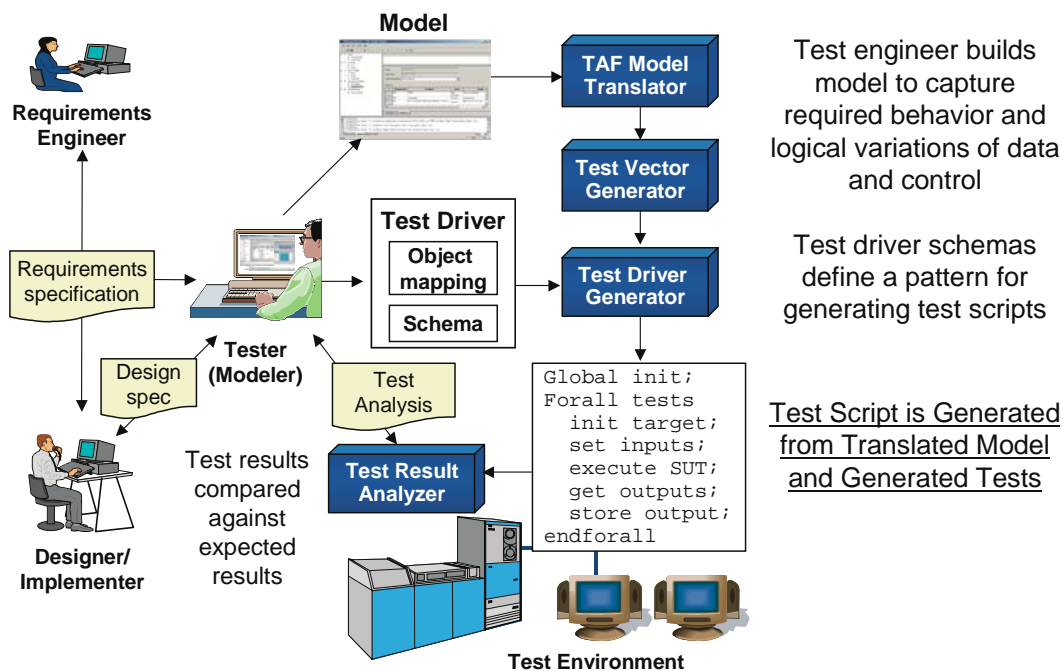 Model
Requirements
Engineer
TAF Model
Translator
Test engineer builds
model to capture
required behavior and
logical variations of data
and control
Test Vector
Generator
Requirements
specification
Test Driver
Object
mapping
Schema
Test Driver
Generator
Test driver schemas
define a pattern for
generating test scripts
Tester
(Modeler)
Design
spec
Test
Analysis
Global init;
Forall tests
init target;
set inputs;
execute SUT;
get outputs;
store output;
endforall
Test Script is Generated
from Translated Model
and Generated Tests
Test Result
Analyzer
Test results
compared
against
expected
results
Designer/
Implementer
Test Environment